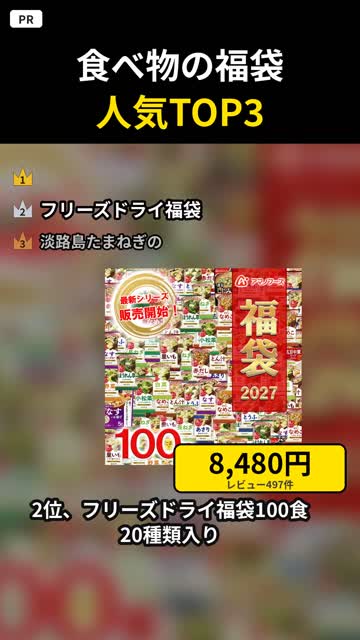 PR
食べ物の福袋
人気TOP3
1
2 フリーズドライ福袋
3 淡路島たまねぎの
最新シリーズ
販売開始！
アマノフーズ
福袋
2027
100
8,480円
レビュー497件
2位、フリーズドライ福袋100食
20種類入り